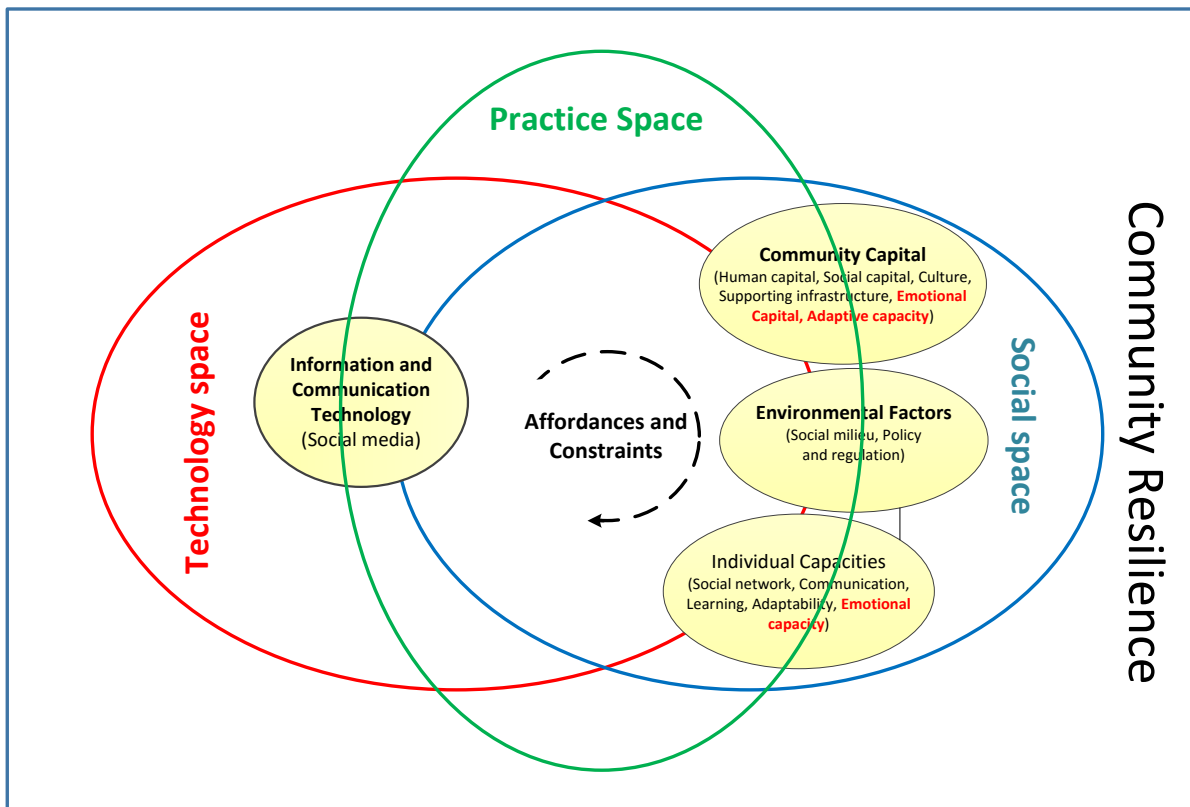 Practice Space
Technology space
Information and
Communication
Technology
(Social media)
Affordances and
Constraints
Community Capital
(Human capital, Social capital, Culture,
Supporting infrastructure, Emotional
Capital, Adaptive capacity)
Environmental Factors
(Social milieu, Policy
and regulation)
Individual Capacities
(Social network, Communication,
Learning, Adaptability, Emotional
capacity)
Social space
Community Resilience